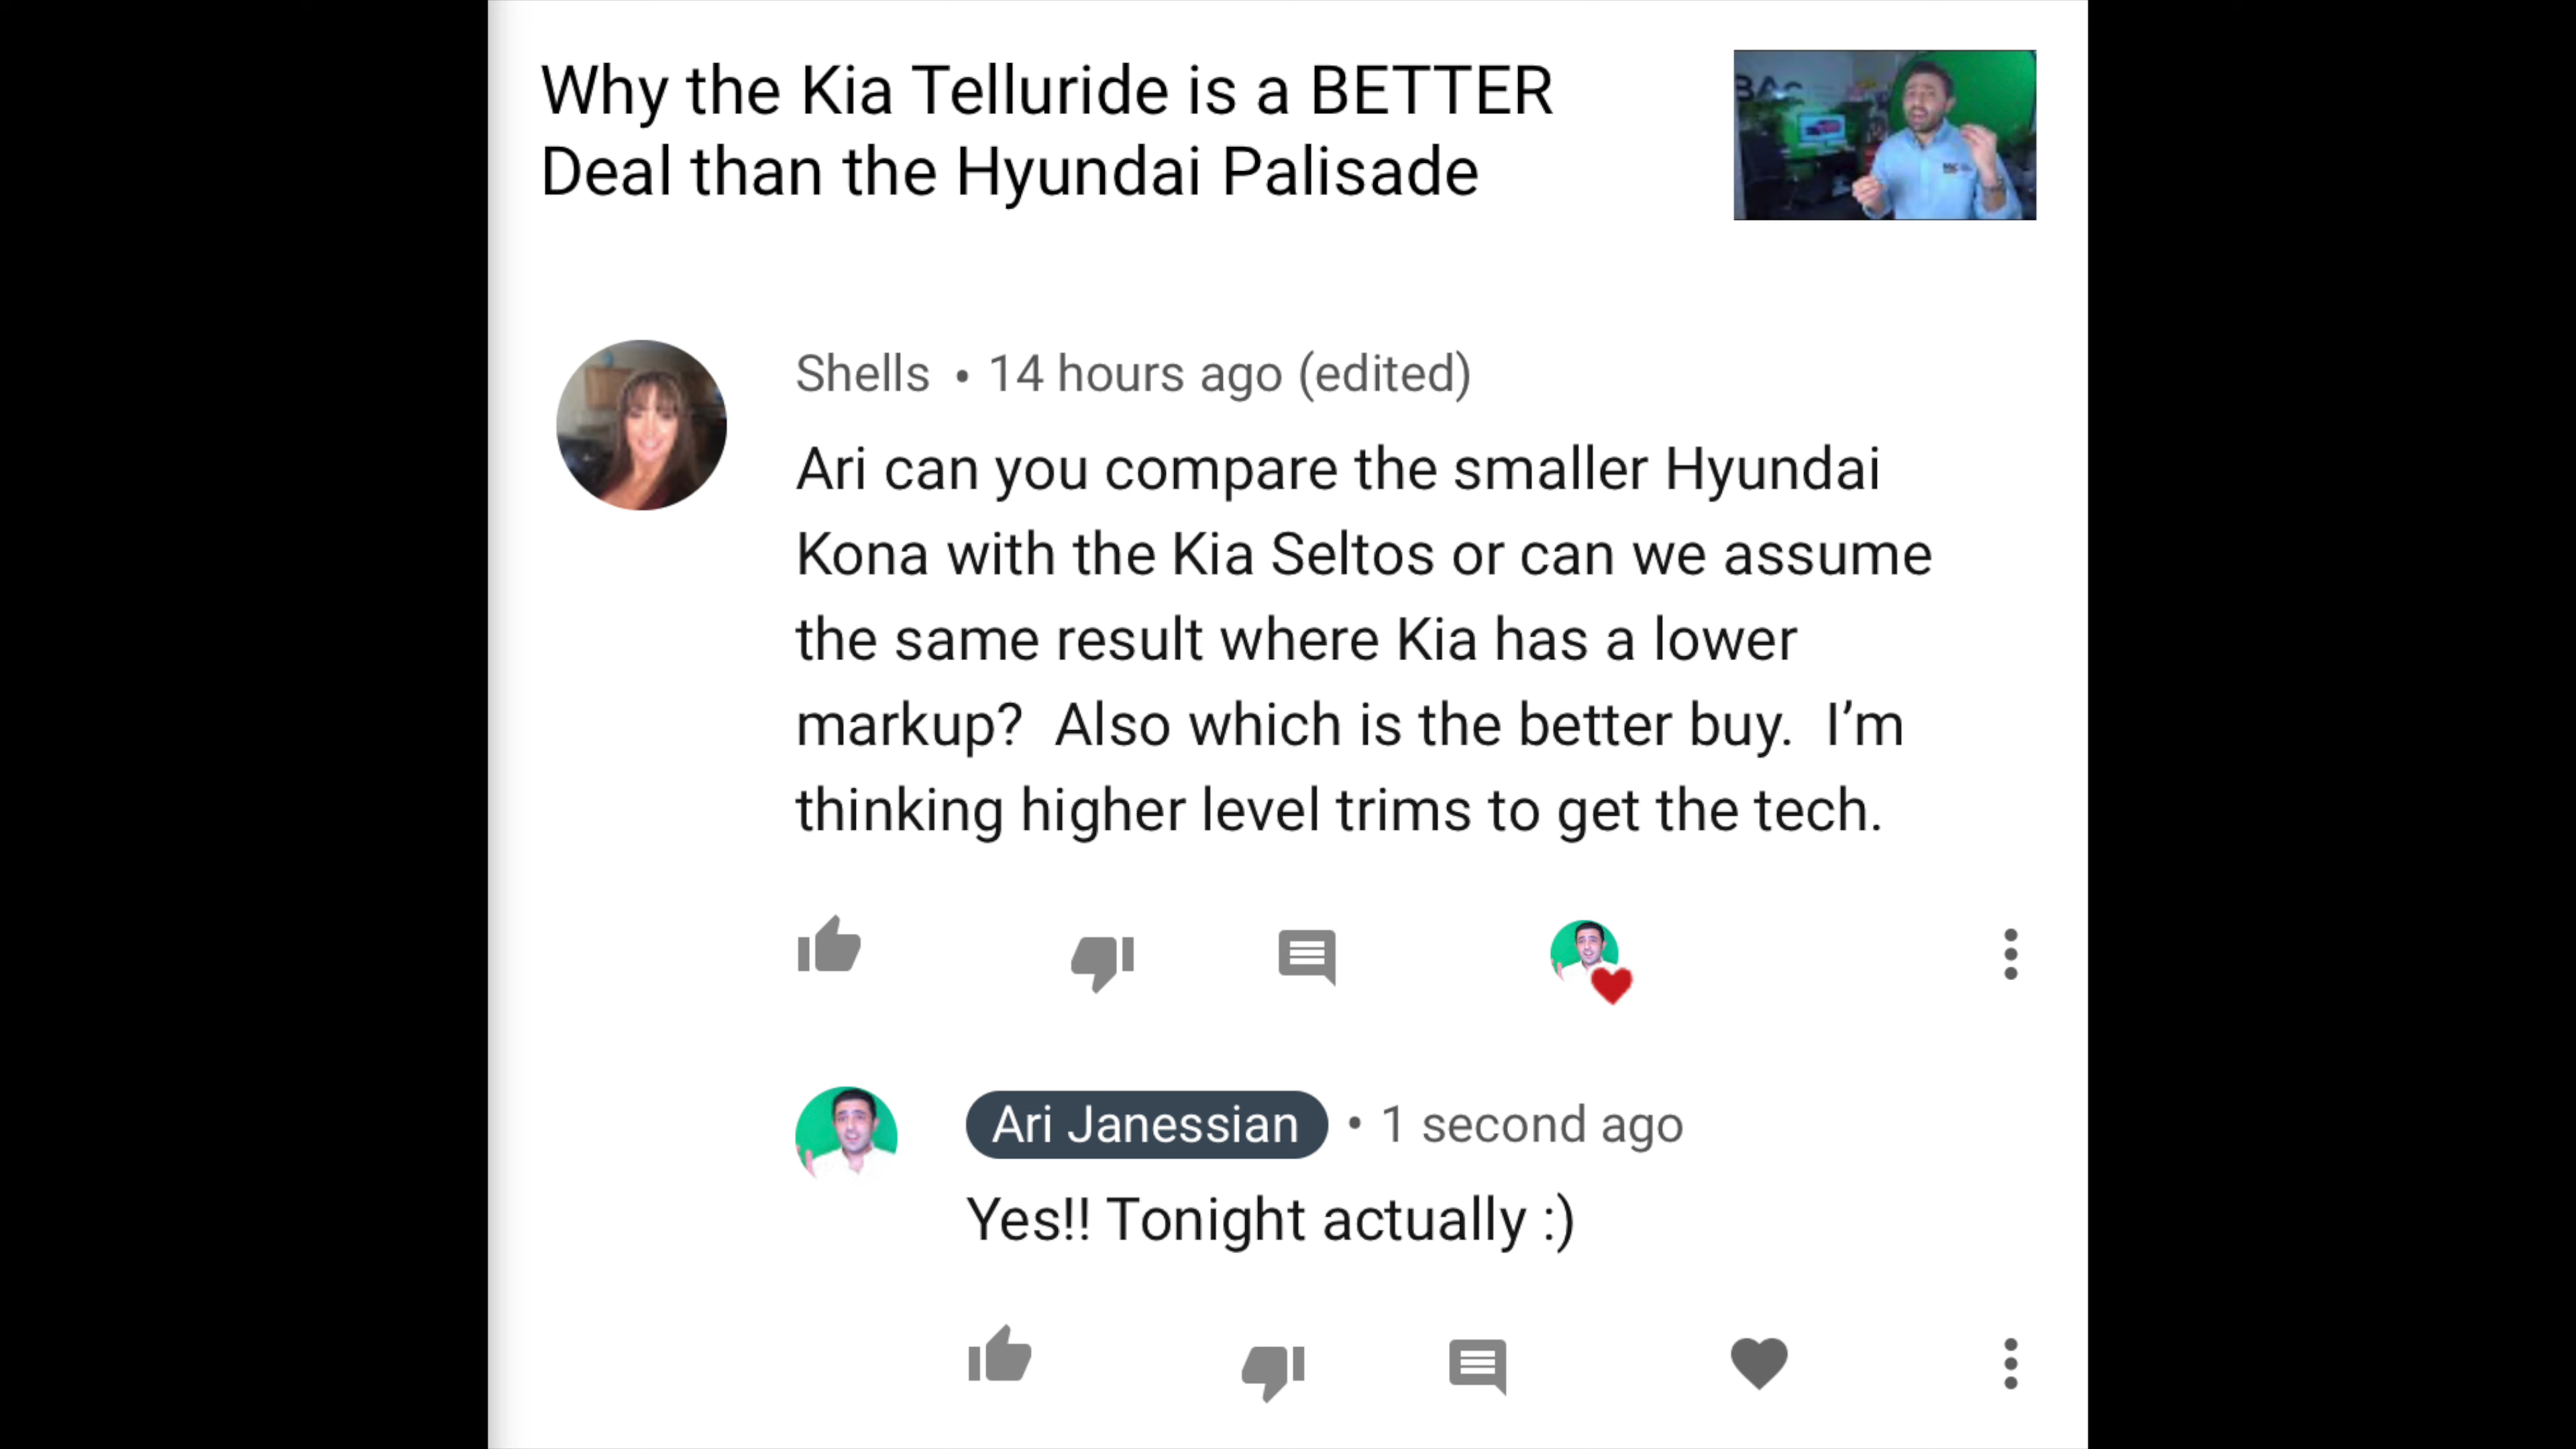 Why the Kia Telluride is a BETTER
Deal than the Hyundai Palisade
Shells • 14 hours ago (edited)
Ari can you compare the smaller Hyundai
Kona with the Kia Seltos or can we assume
the same result where Kia has a lower
markup?  Also which is the better buy.  I’m
thinking higher level trims to get the tech.
Ari Janessian • 1 second ago
Yes!! Tonight actually :)